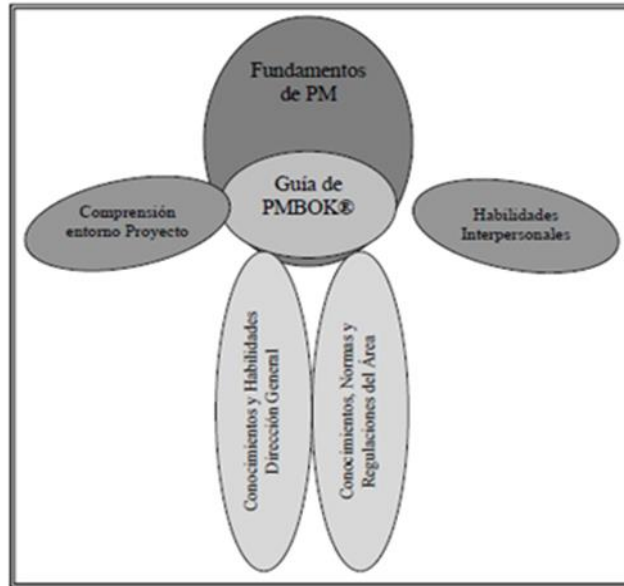 Fundamentos
de PM
Guía de
PMBOK®
Comprensión
entorno Proyecto
Habilidades
Interpersonales
Conocimientos y Habilidades
Dirección General
Conocimientos, Normas y
Regulaciones del Área